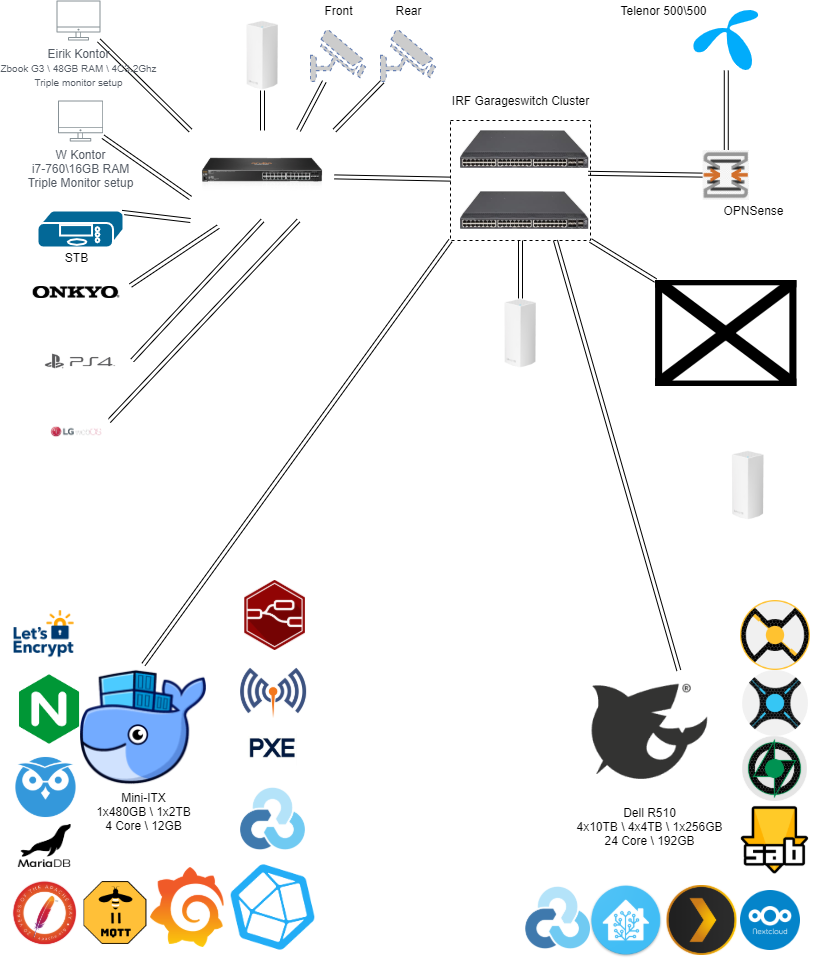 Front
Rear
Telenor 500\500
Eirik Kontor
Zbook G3 \ 48GB RAM \ 4C
2Ghz
Triple monitor setup
IRF Garageswitch Cluster
W Kontor
i7-760\16GB RAM
Triple Monitor setup
OPNSense
STB
ONKYO
PS4
LG
Let's
Encrypt
N
PXE
®
Mini-ITX
1x480GB \ 1x2TB
4 Core \ 12GB
Dell R510
4x10TB \ 4x4TB \ 1x256GB
24 Core \ 192GB
MariaDB
sab
MQTT
Nextcloud